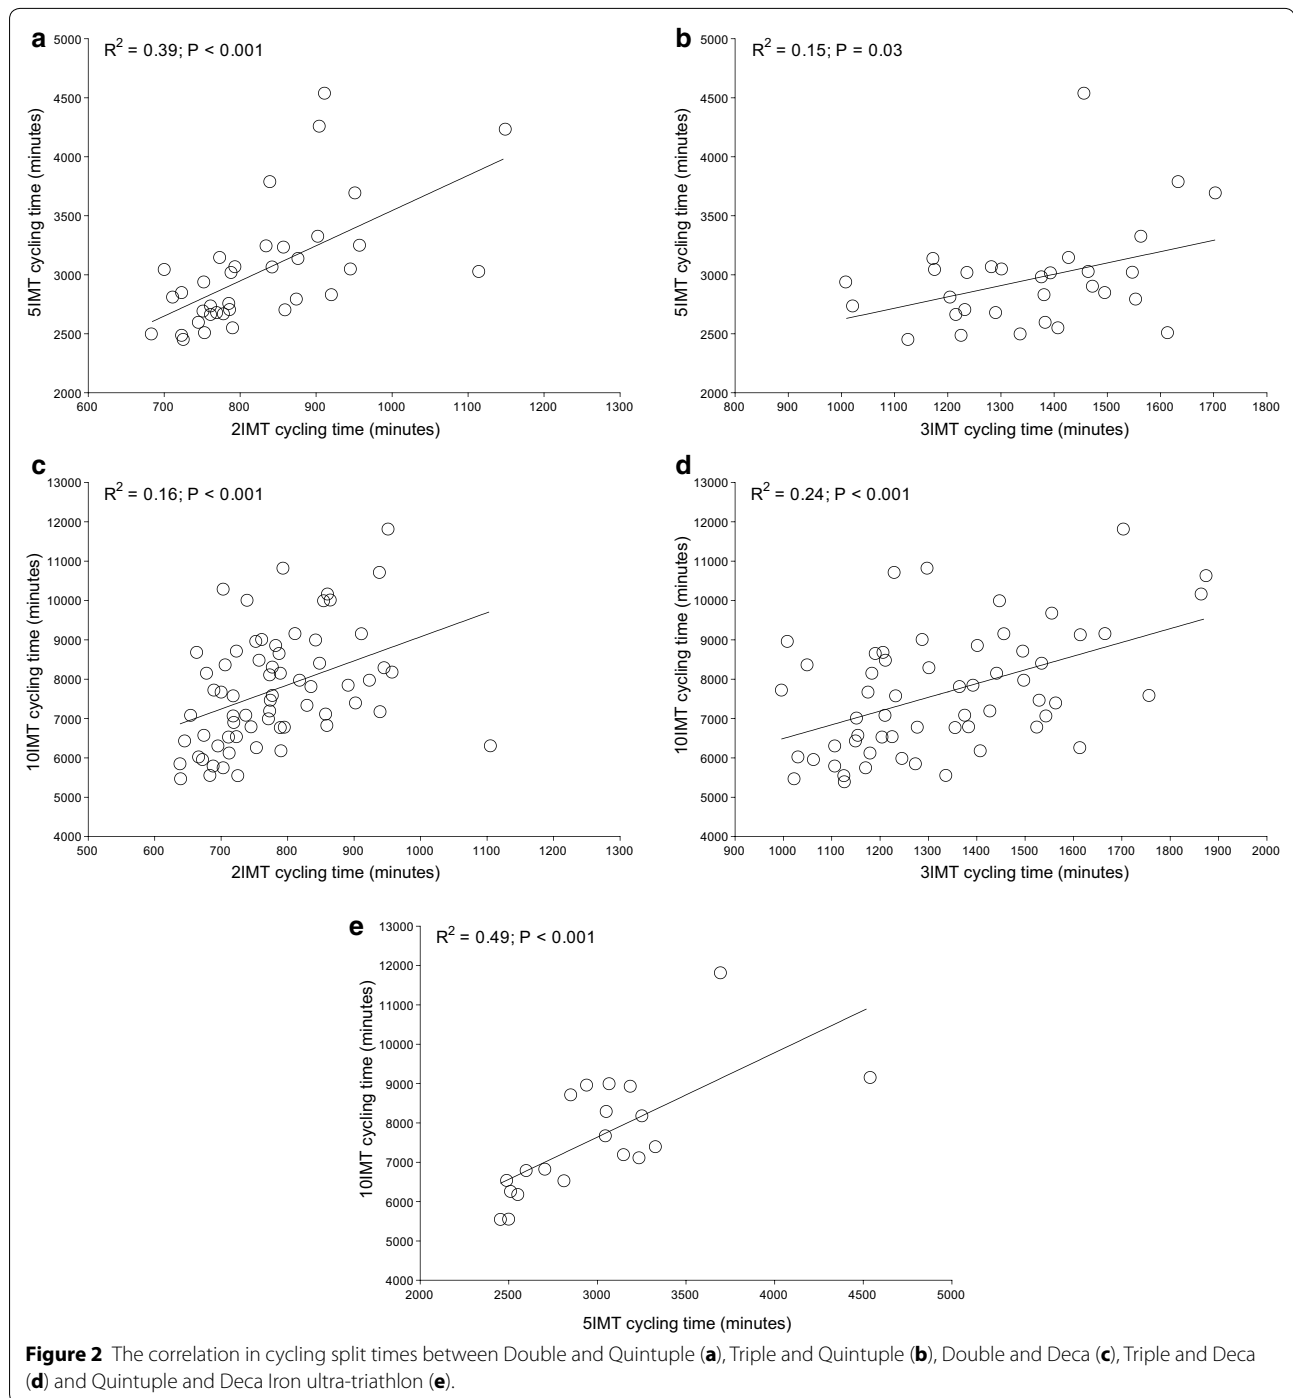 a
R² = 0.39; P < 0.001
5000
4500
4000
3500
3000
2500
2000
5IMT cycling time (minutes)
600 700 800 900 1000 1100 1200 1300
2IMT cycling time (minutes)
b
R² = 0.15; P = 0.03
5000
4500
4000
3500
3000
2500
2000
5IMT cycling time (minutes)
800 900 1000 1100 1200 1300 1400 1500 1600 1700 1800
3IMT cycling time (minutes)
c
R² = 0.16; P < 0.001
13000
12000
11000
10000
9000
8000
7000
6000
5000
4000
10IMT cycling time (minutes)
500 600 700 800 900 1000 1100 1200 1300
2IMT cycling time (minutes)
d
R² = 0.24; P < 0.001
13000
12000
11000
10000
9000
8000
7000
6000
5000
4000
10IMT cycling time (minutes)
900 1000 1100 1200 1300 1400 1500 1600 1700 1800 1900 2000
3IMT cycling time (minutes)
e
R² = 0.49; P < 0.001
13000
12000
11000
10000
9000
8000
7000
6000
5000
4000
10IMT cycling time (minutes)
2000 2500 3000 3500 4000 4500 5000
5IMT cycling time (minutes)
Figure 2 The correlation in cycling split times between Double and Quintuple (a), Triple and Quintuple (b), Double and Deca (c), Triple and Deca
(d) and Quintuple and Deca Iron ultra-triathlon (e).